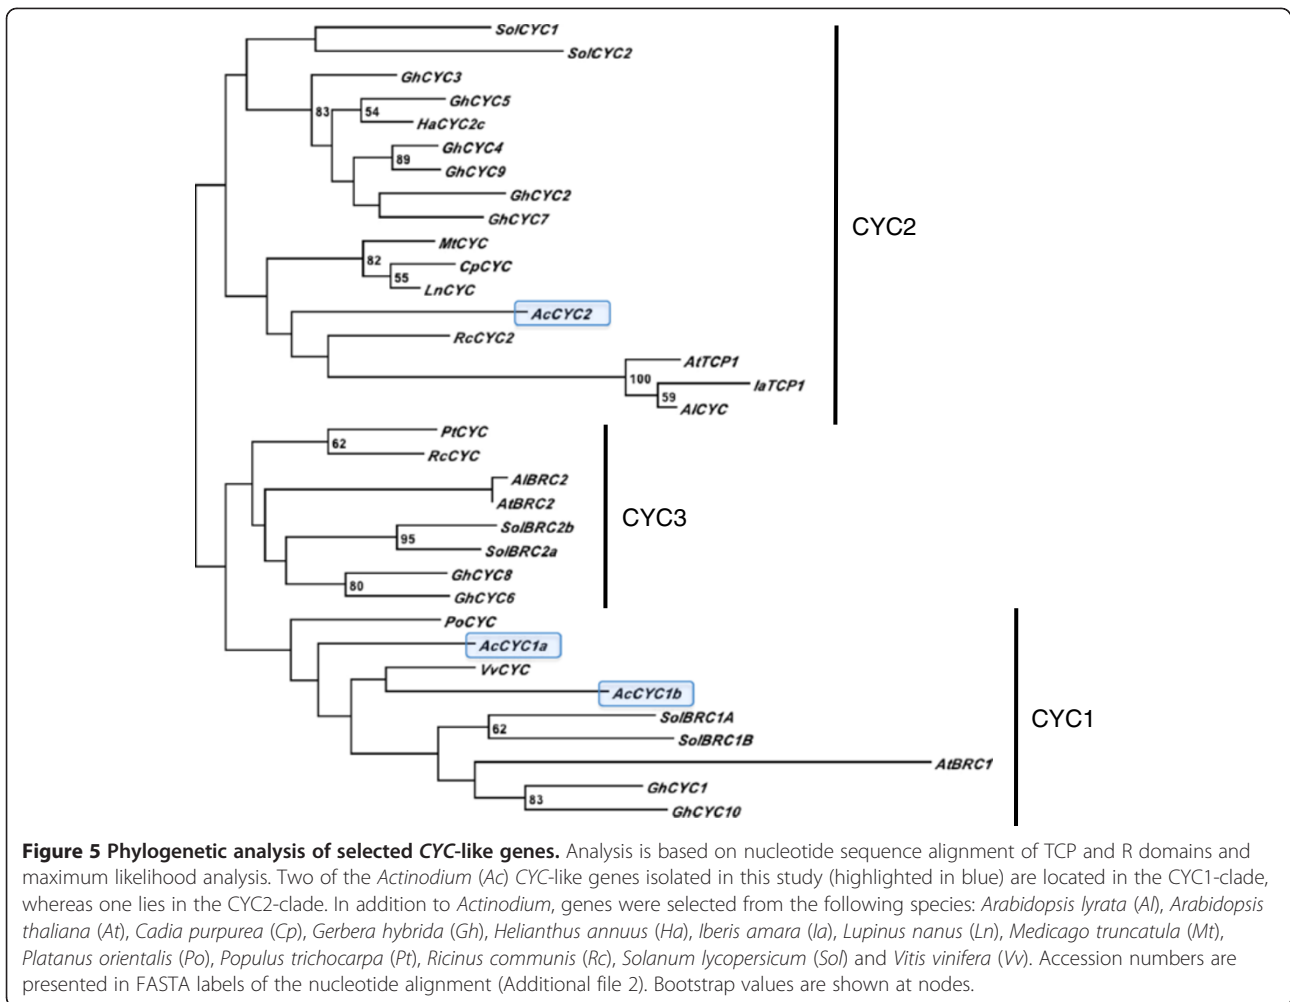 SolCYC1
SolCYC2
GhCYC3
83
GhCYC5
54
HaCYC2c
GhCYC4
89
GhCYC9
GhCYC2
GhCYC7
CYC2
MtCYC
82
CpCYC
55
LnCYC
AcCYC2
RcCYC2
AtTCP1
100
IaTCP1
59
AlCYC
PtCYC
62
RcCYC
AlBRC2
AtBRC2
CYC3
SolBRC2b
95
SolBRC2a
GhCYC8
80
GhCYC6
PoCYC
AcCYC1a
VvCYC
AcCYC1b
CYC1
SolBRC1A
62
SolBRC1B
AtBRC1
GhCYC1
83
GhCYC10
Figure 5 Phylogenetic analysis of selected CYC-like genes. Analysis is based on nucleotide sequence alignment of TCP and R domains and
maximum likelihood analysis. Two of the Actinodium (Ac) CYC-like genes isolated in this study (highlighted in blue) are located in the CYC1-clade,
whereas one lies in the CYC2-clade. In addition to Actinodium, genes were selected from the following species: Arabidopsis lyrata (Al), Arabidopsis
thaliana (At), Cadia purpurea (Cp), Gerbera hybrida (Gh), Helianthus annuus (Ha), Iberis amara (Ia), Lupinus nanus (Ln), Medicago truncatula (Mt),
Platanus orientalis (Po), Populus trichocarpa (Pt), Ricinus communis (Rc), Solanum lycopersicum (Sol) and Vitis vinifera (Vv). Accession numbers are
presented in FASTA labels of the nucleotide alignment (Additional file 2). Bootstrap values are shown at nodes.